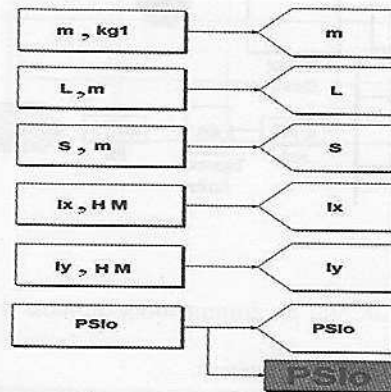 m , kg1
m
L , m
L
S , m
S
Ix , H M
Ix
Iy , H M
Iy
PSIo
PSIo
PSIo